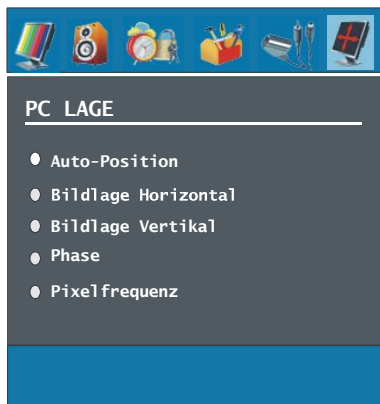 PC LAGE
Auto-Position
Bildlage Horizontal
Bildlage Vertikal
Phase
Pixelfrequenz